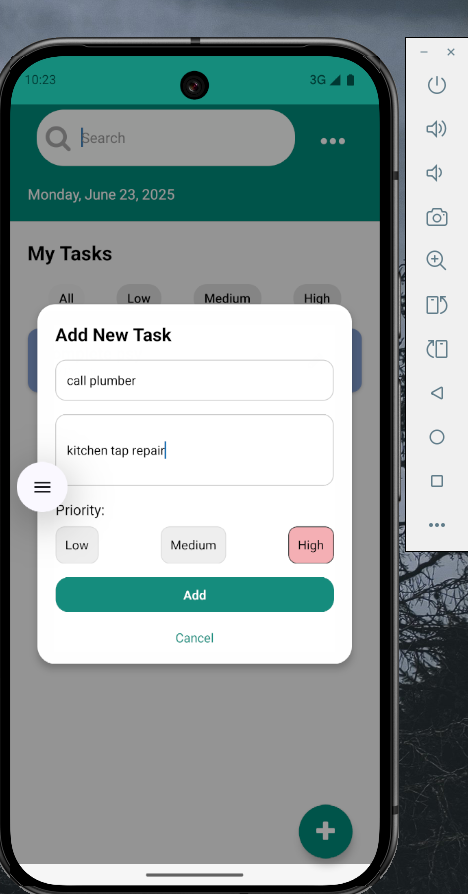 10:23 3G
Search
Monday, June 23, 2025
My Tasks
All Low Medium High
Add New Task
call plumber
kitchen tap repair
Priority:
Low Medium High
Add
Cancel